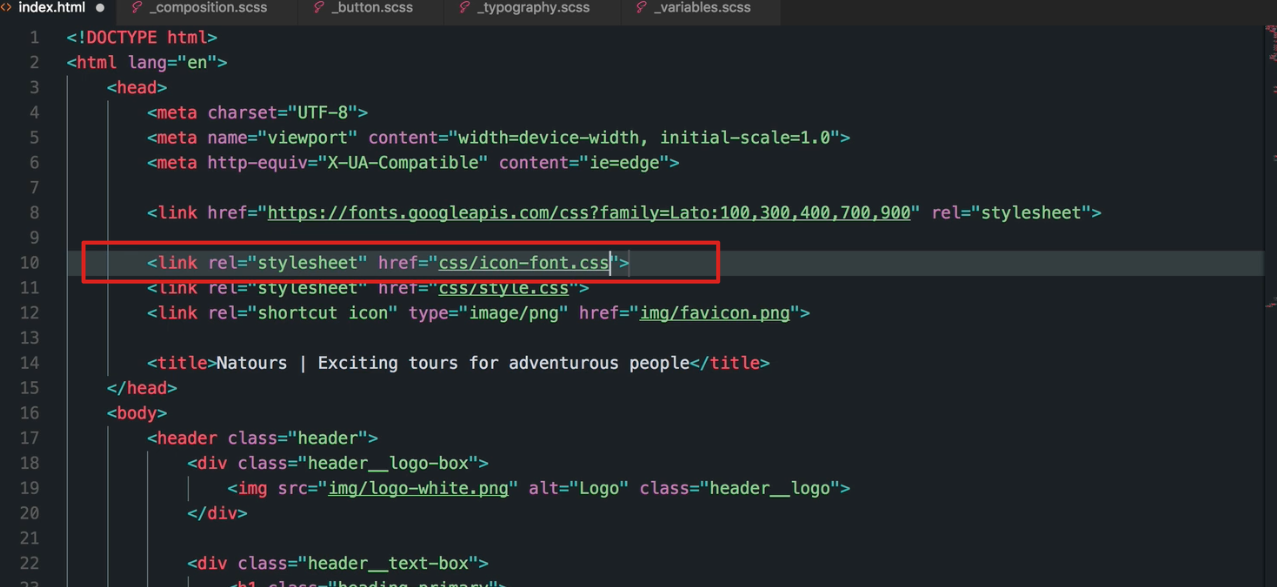 index.html
_composition.scss
_button.scss
_typography.scss
_variables.scss
1 <!DOCTYPE html>
2 <html lang="en">
3 <head>
4 <meta charset="UTF-8">
5 <meta name="viewport" content="width=device-width, initial-scale=1.0">
6 <meta http-equiv="X-UA-Compatible" content="ie=edge">
7
8 <link href="https://fonts.googleapis.com/css?family=Lato:100,300,400,700,900" rel="stylesheet">
9
10 <link rel="stylesheet" href="css/icon-font.css">
11 <link rel="stylesheet" href="css/style.css">
12 <link rel="shortcut icon" type="image/png" href="img/favicon.png">
13
14 <title>Natours | Exciting tours for adventurous people</title>
15 </head>
16 <body>
17 <header class="header">
18 <div class="header__logo-box">
19 <img src="img/logo-white.png" alt="Logo" class="header__logo">
20 </div>
21
22 <div class="header__text-box">
23 <h1 class="heading-primary">